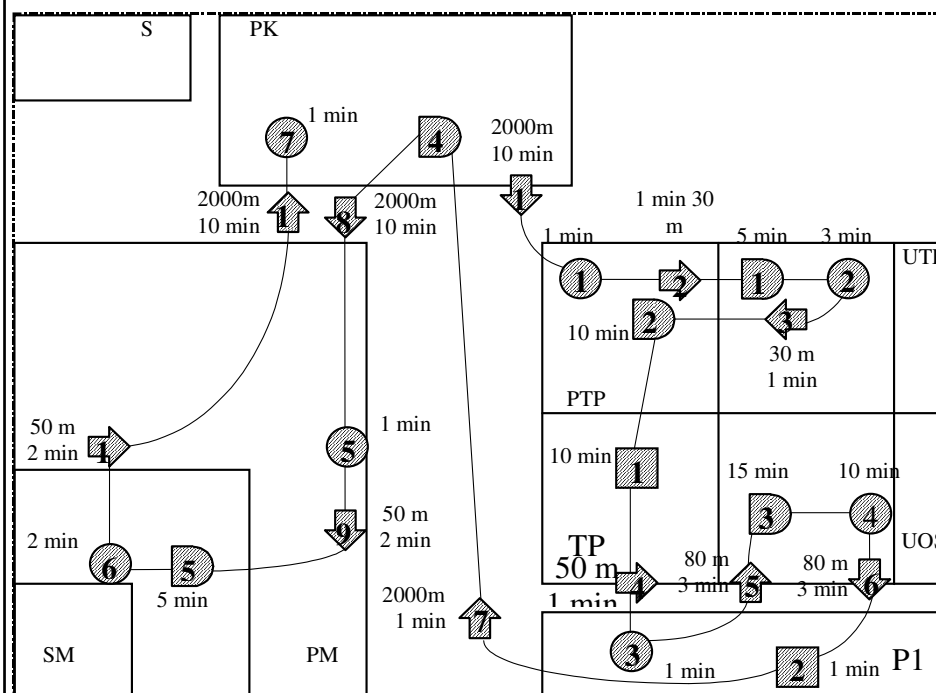 S
PK
1 min
7
4
2000m
10 min
1
2000m
10 min
1
8
2000m
10 min
1 min 30
m
1 min
5 min
3 min
UTP
1
2
1
2
10 min
2
3
30 m
1 min
PTP
50 m
2 min
1
5
1 min
10 min
1
15 min
10 min
3
4
2 min
6
5
5 min
9
50 m
2 min
TP
50 m
1 min
4
80 m
3 min
5
80 m
3 min
6
UOS
2000m
1 min
7
SM
PM
3
1 min
2
1 min
P1